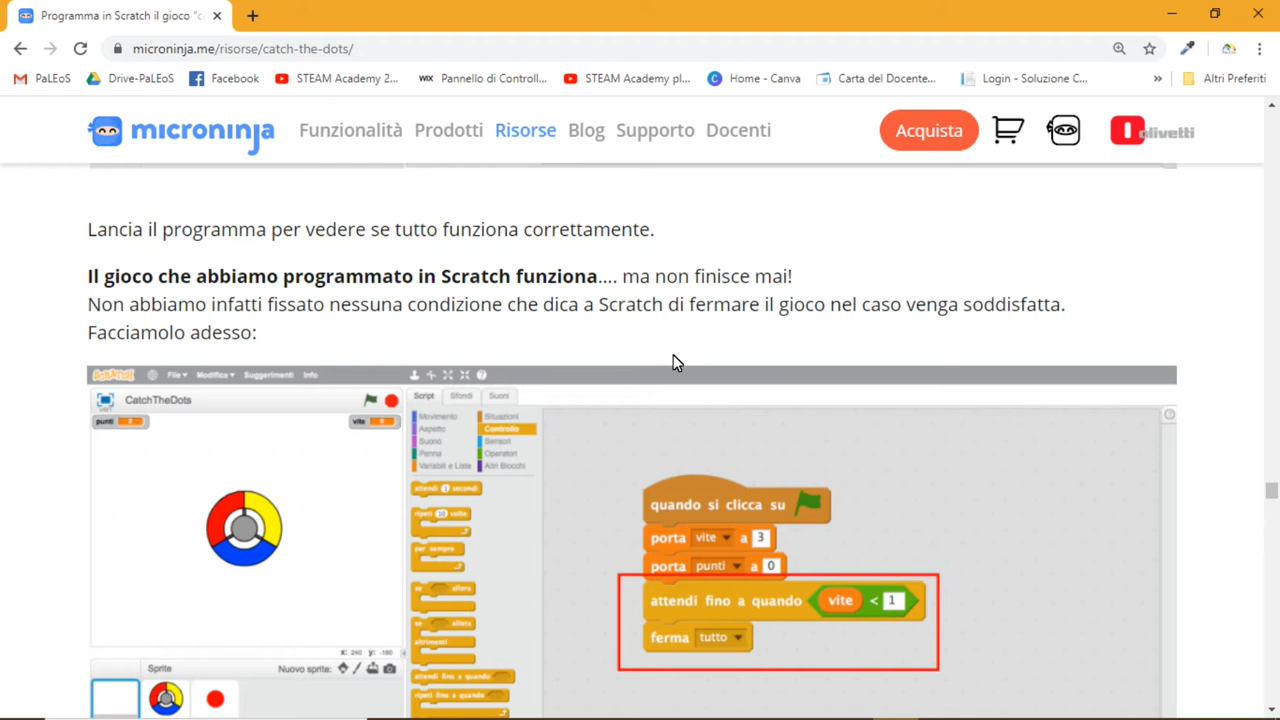 Programma in Scratch il gioco "c
microninja.me/risorse/catch-the-dots/
PaLEoS
Drive-PaLEoS
Facebook
STEAM Academy 2...
WIX Pannello di Controll...
STEAM Academy pl...
Home - Canva
Carta del Docente...
Login - Soluzione C...
»
Altri Preferiti
microninja
Funzionalità
Prodotti
Risorse
Blog
Supporto
Docenti
Acquista
olivetti
Lancia il programma per vedere se tutto funziona correttamente.
Il gioco che abbiamo programmato in Scratch funziona.... ma non finisce mai!
Non abbiamo infatti fissato nessuna condizione che dica a Scratch di fermare il gioco nel caso venga soddisfatta.
Facciamolo adesso:
SCRATCH
File
Modifica
Suggerimenti
Info
CatchTheDots
punti
vite
Script
Sfondi
Suoni
Movimento
Situazioni
Aspetto
Controllo
Suono
Sensori
Penna
Operatori
Variabili e Liste
Altri Blocchi
attendi 1 secondi
ripeti 10 volte
per sempre
se allora
se allora
altrimenti
attendi fino a quando
ripeti fino a quando
quando si clicca su
porta vite a 3
porta punti a 0
attendi fino a quando vite < 1
ferma tutto
x: 240 y: -180
Sprite
Nuovo sprite: